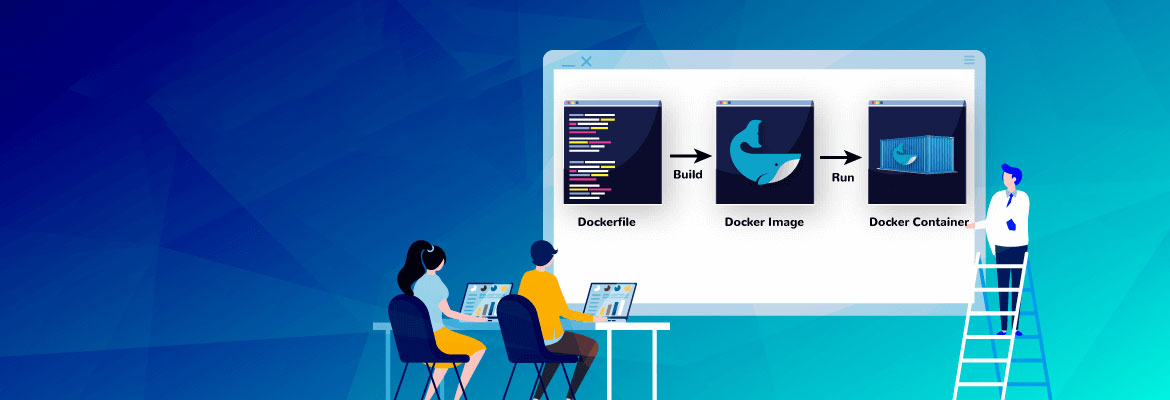 Build
Run
Dockerfile
Docker Image
Docker Container